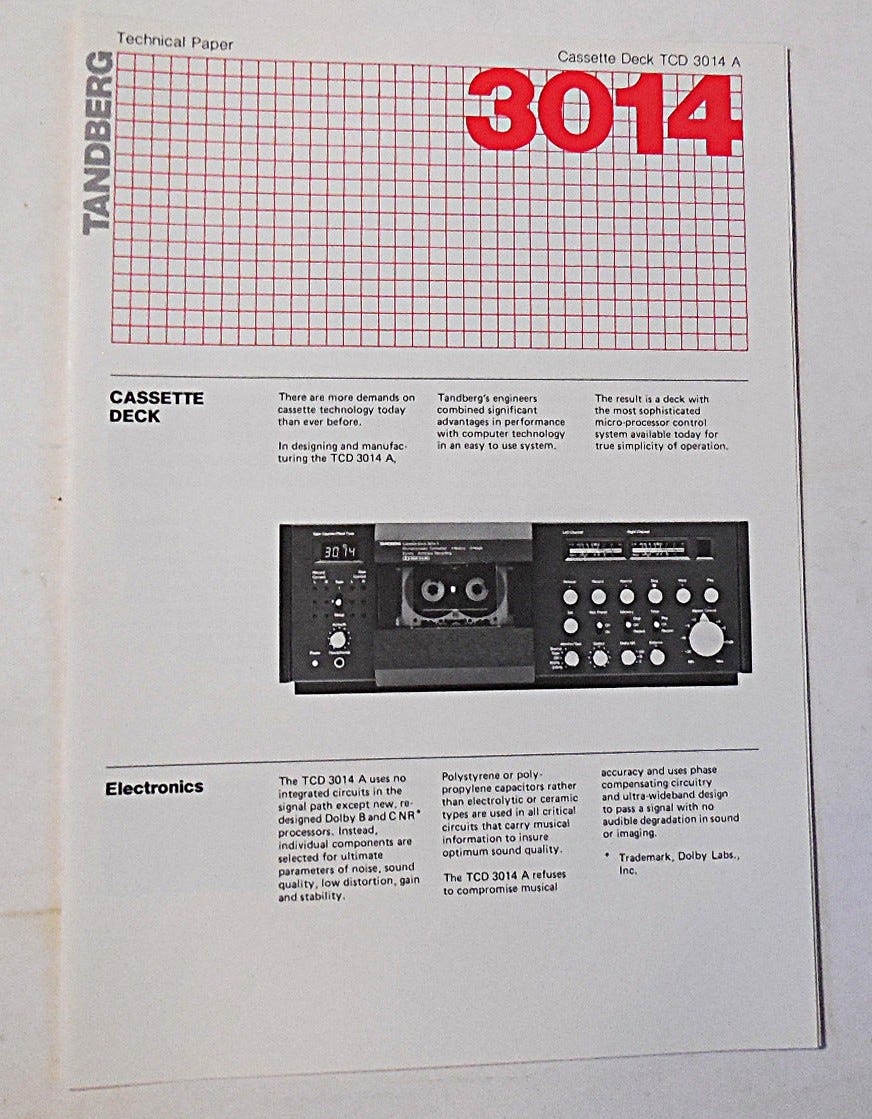 Technical Paper
Cassette Deck TCD 3014 A
TANDBERG
3014
CASSETTE
DECK
There are more demands on
cassette technology today
than ever before.
In designing and manufac-
turing the TCD 3014 A,
Tandberg's engineers
combined significant
advantages in performance
with computer technology
in an easy to use system.
The result is a deck with
the most sophisticated
micro-processor control
system available today for
true simplicity of operation.
TANDBERG
Electronics
The TCD 3014 A uses no
integrated circuits in the
signal path except new, re-
designed Dolby B and C NR*
processors. Instead,
individual components are
selected for ultimate
parameters of noise, sound
quality, low distortion, gain
and stability.
Polystyrene or poly-
propylene capacitors rather
than electrolytic or ceramic
types are used in all critical
circuits that carry musical
information to insure
optimum sound quality.
The TCD 3014 A refuses
to compromise musical
accuracy and uses phase
compensating circuitry
and ultra-wideband design
to pass a signal with no
audible degradation in sound
or imaging.
* Trademark, Dolby Labs.,
Inc.